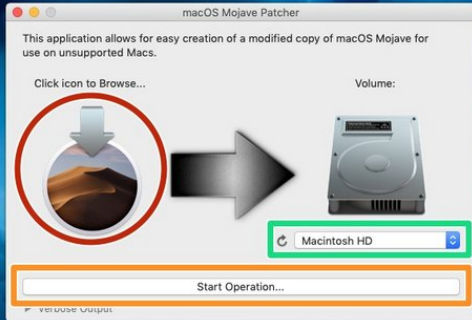 macOS Mojave Patcher
This application allows for easy creation of a modified copy of macOS Mojave for
use on unsupported Macs.
Click icon to Browse...
Volume:
Macintosh HD
Start Operation...
Verbose Output